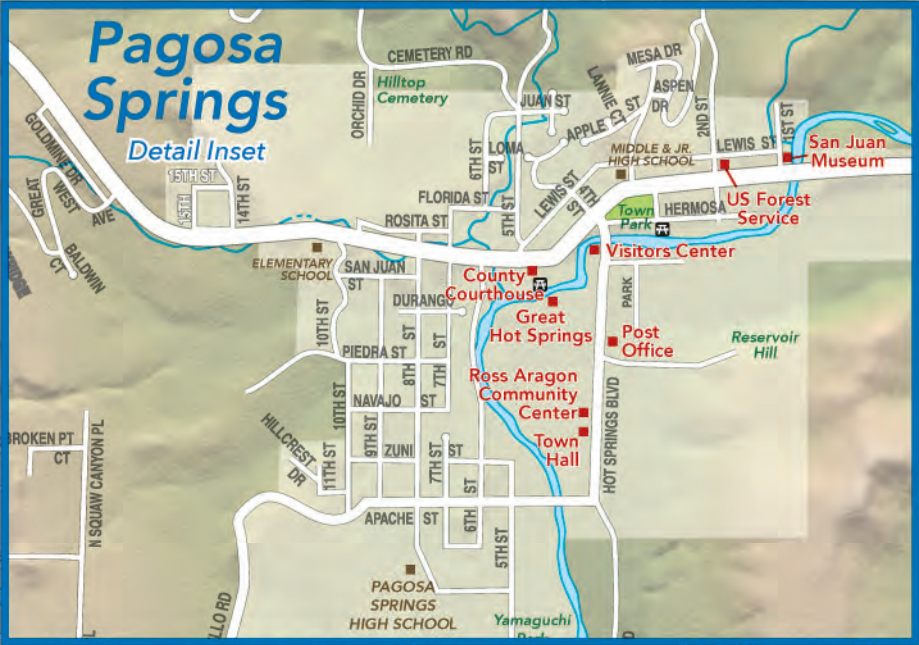 Pagosa
Springs
Detail Inset
CEMETERY RD
Hilltop
Cemetery
ORCHID DR
MESA DR
ASPEN
DR
LANNIE
CT
JUAN ST
APPLE ST
2ND ST
1ST ST
LEWIS ST
San Juan
Museum
LOMA
ST
6TH ST
MIDDLE & JR.
HIGH SCHOOL
GOLDMINE DR
GREAT
WEST
AVE
BALDWIN
CT
15TH ST
15TH
14TH ST
FLORIDA ST
ROSITA ST
5TH ST
LEWIS ST
4TH
ST
Town
Park
HERMOSA
US Forest
Service
Visitors Center
ELEMENTARY
SCHOOL
SAN JUAN
ST
County
Courthouse
DURANGO
Great
Hot Springs
PARK
Post
Office
Reservoir
Hill
10TH ST
PIEDRA ST
8TH
ST
7TH
ST
Ross Aragon
Community
Center
NAVAJO ST
10TH ST
9TH ST
HILLCREST
DR
11TH ST
ZUNI ST
7TH ST
Town
Hall
HOT SPRINGS BLVD
BROKEN PT
CT
N SQUAW CANYON PL
APACHE ST
6TH
ST
5TH ST
PAGOSA
SPRINGS
HIGH SCHOOL
Yamaguchi
LLO RD
PL
D